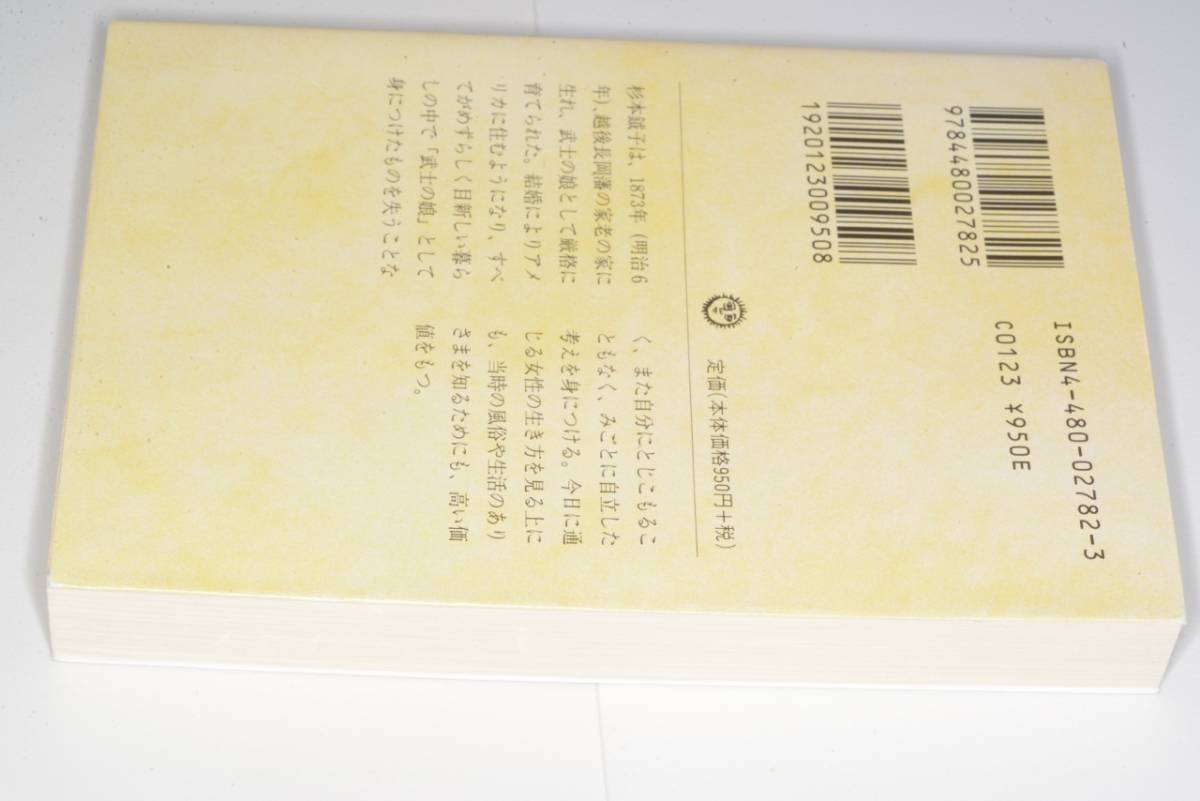 9784480027825
1920123009508
ISBN4-480-02782-3
C0123 ¥950E
定価(本体価格950円+税)
杉本鉞子は、1873年（明治6
年）、越後長岡藩の家老の家に
生れ、武士の娘として厳格に
育てられた。結婚によりアメ
リカに住むようになり、すべ
てがめずらしく目新しい暮ら
しの中で「武士の娘」として
身につけたものを失うことな
く、また自分にとじこもるこ
ともなく、みごとに自立した
考えを身につける。今日に通
じる女性の生き方を見る上に
も、当時の風俗や生活のあり
さまを知るためにも、高い価
値をもつ。